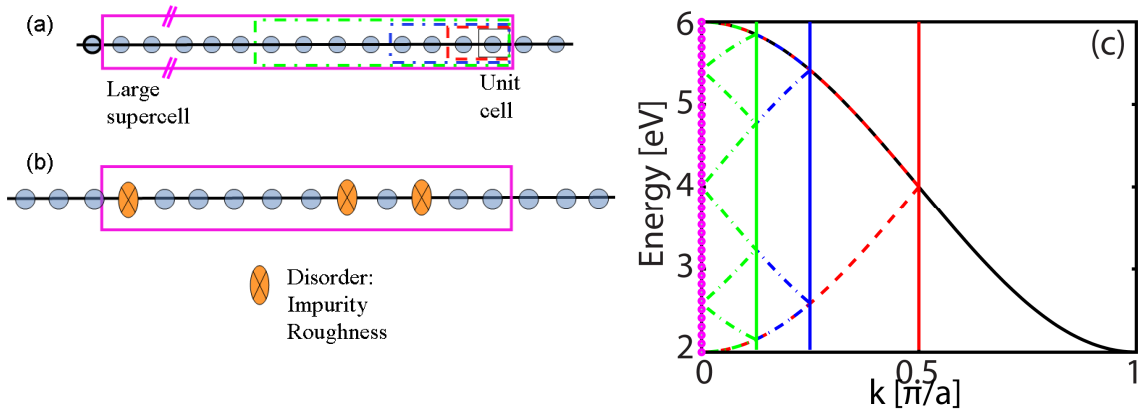 (a)
Large
supercell
Unit
cell
(b)
Disorder:
Impurity
Roughness
(c)
Energy [eV]
6
5
4
3
2
0
0.5
1
k [π/a]